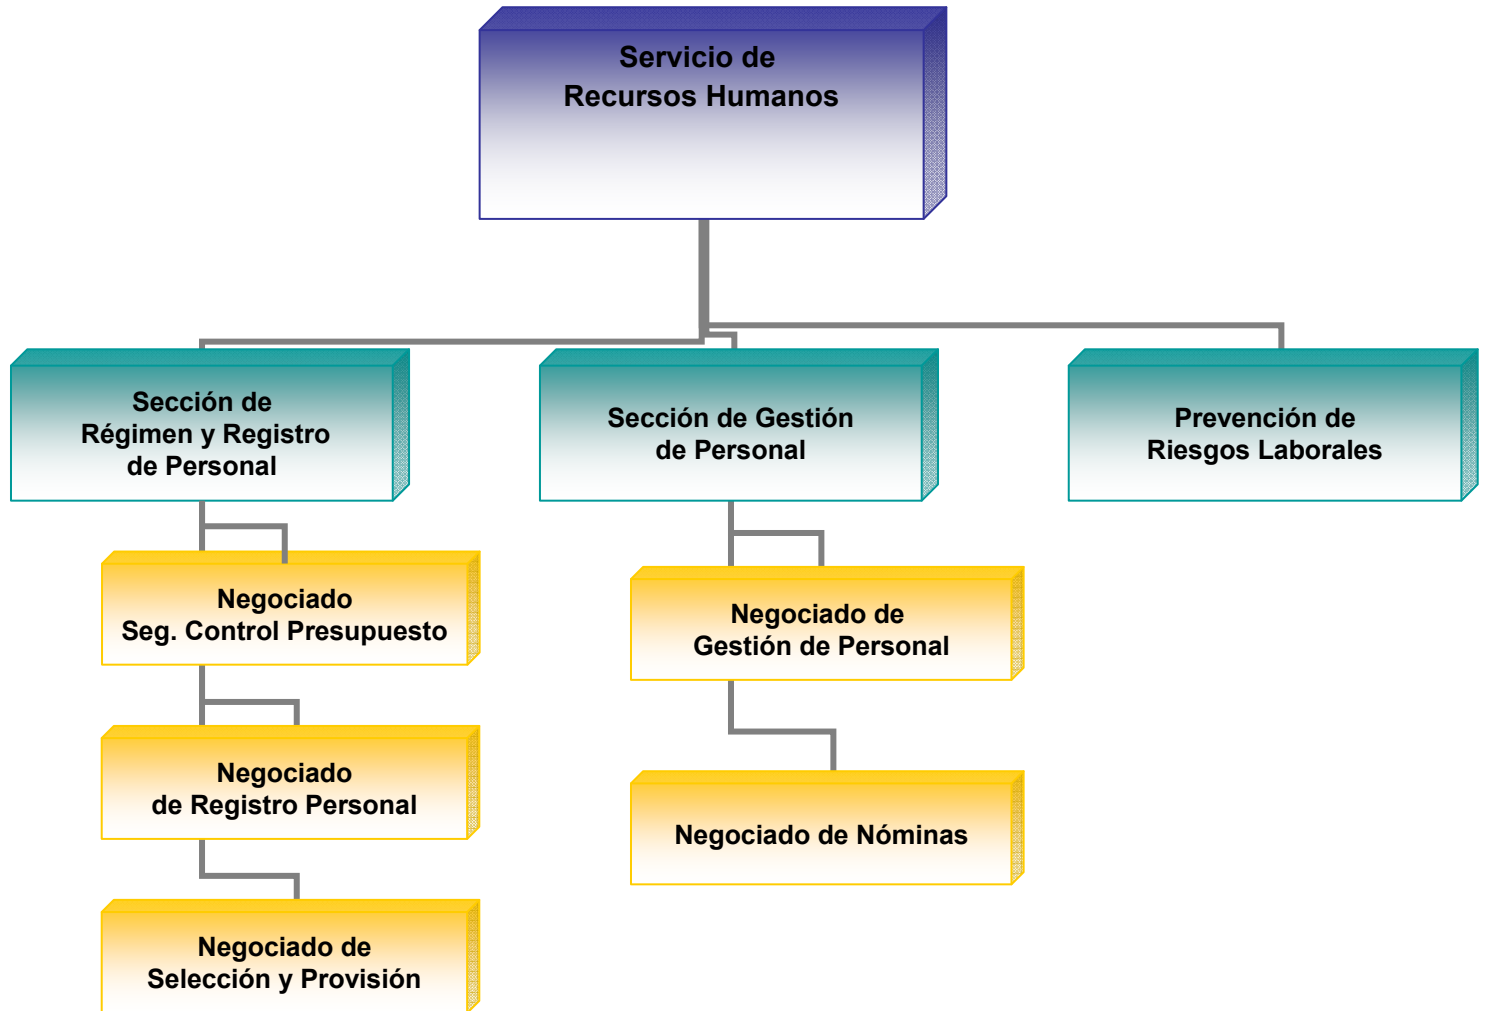 Servicio de
Recursos Humanos
Sección de
Régimen y Registro
de Personal
Sección de Gestión
de Personal
Prevención de
Riesgos Laborales
Negociado
Seg. Control Presupuesto
Negociado de
Gestión de Personal
Negociado
de Registro Personal
Negociado de Nóminas
Negociado de
Selección y Provisión